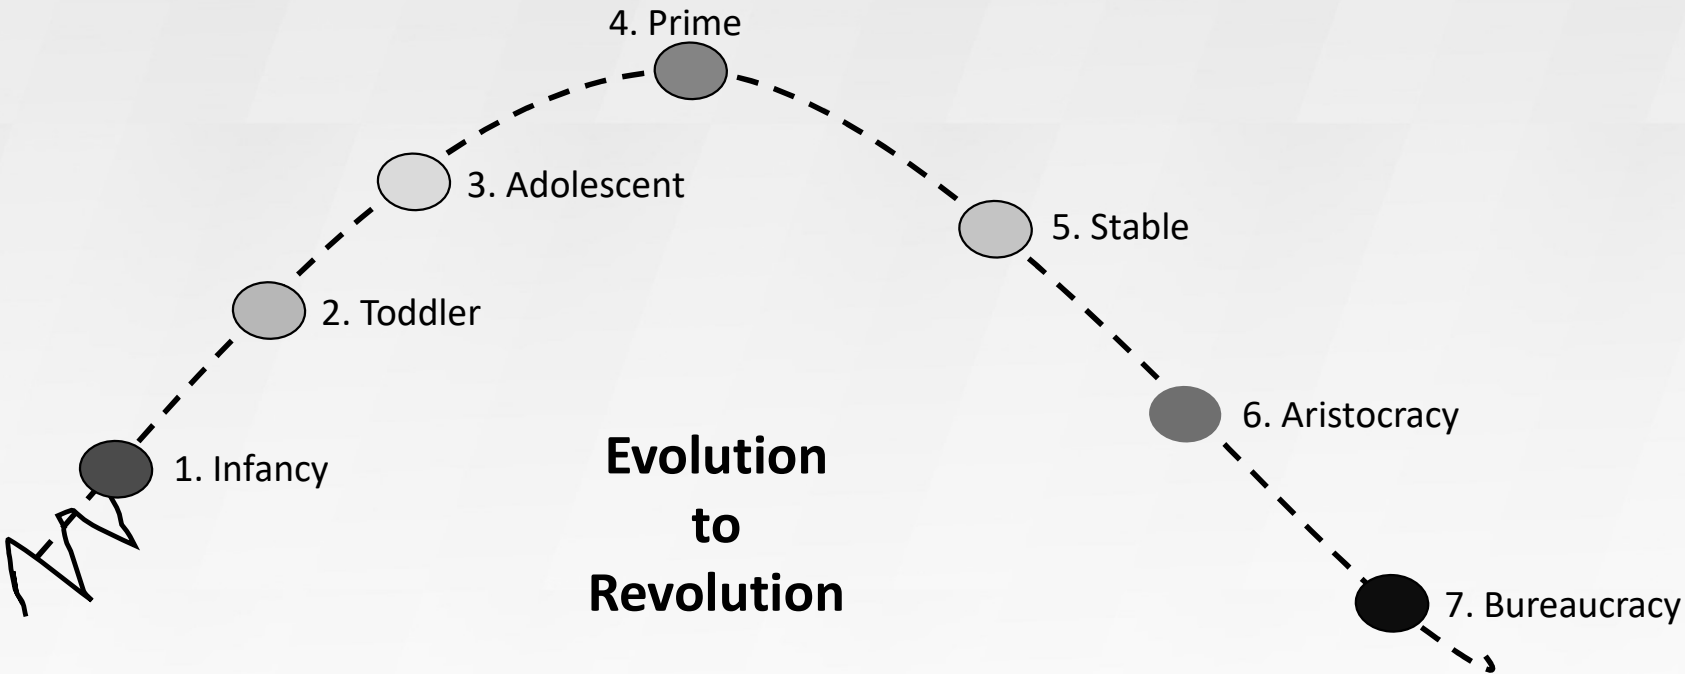 4. Prime
3. Adolescent
5. Stable
2. Toddler
6. Aristocracy
1. Infancy
Evolution
to
Revolution
7. Bureaucracy